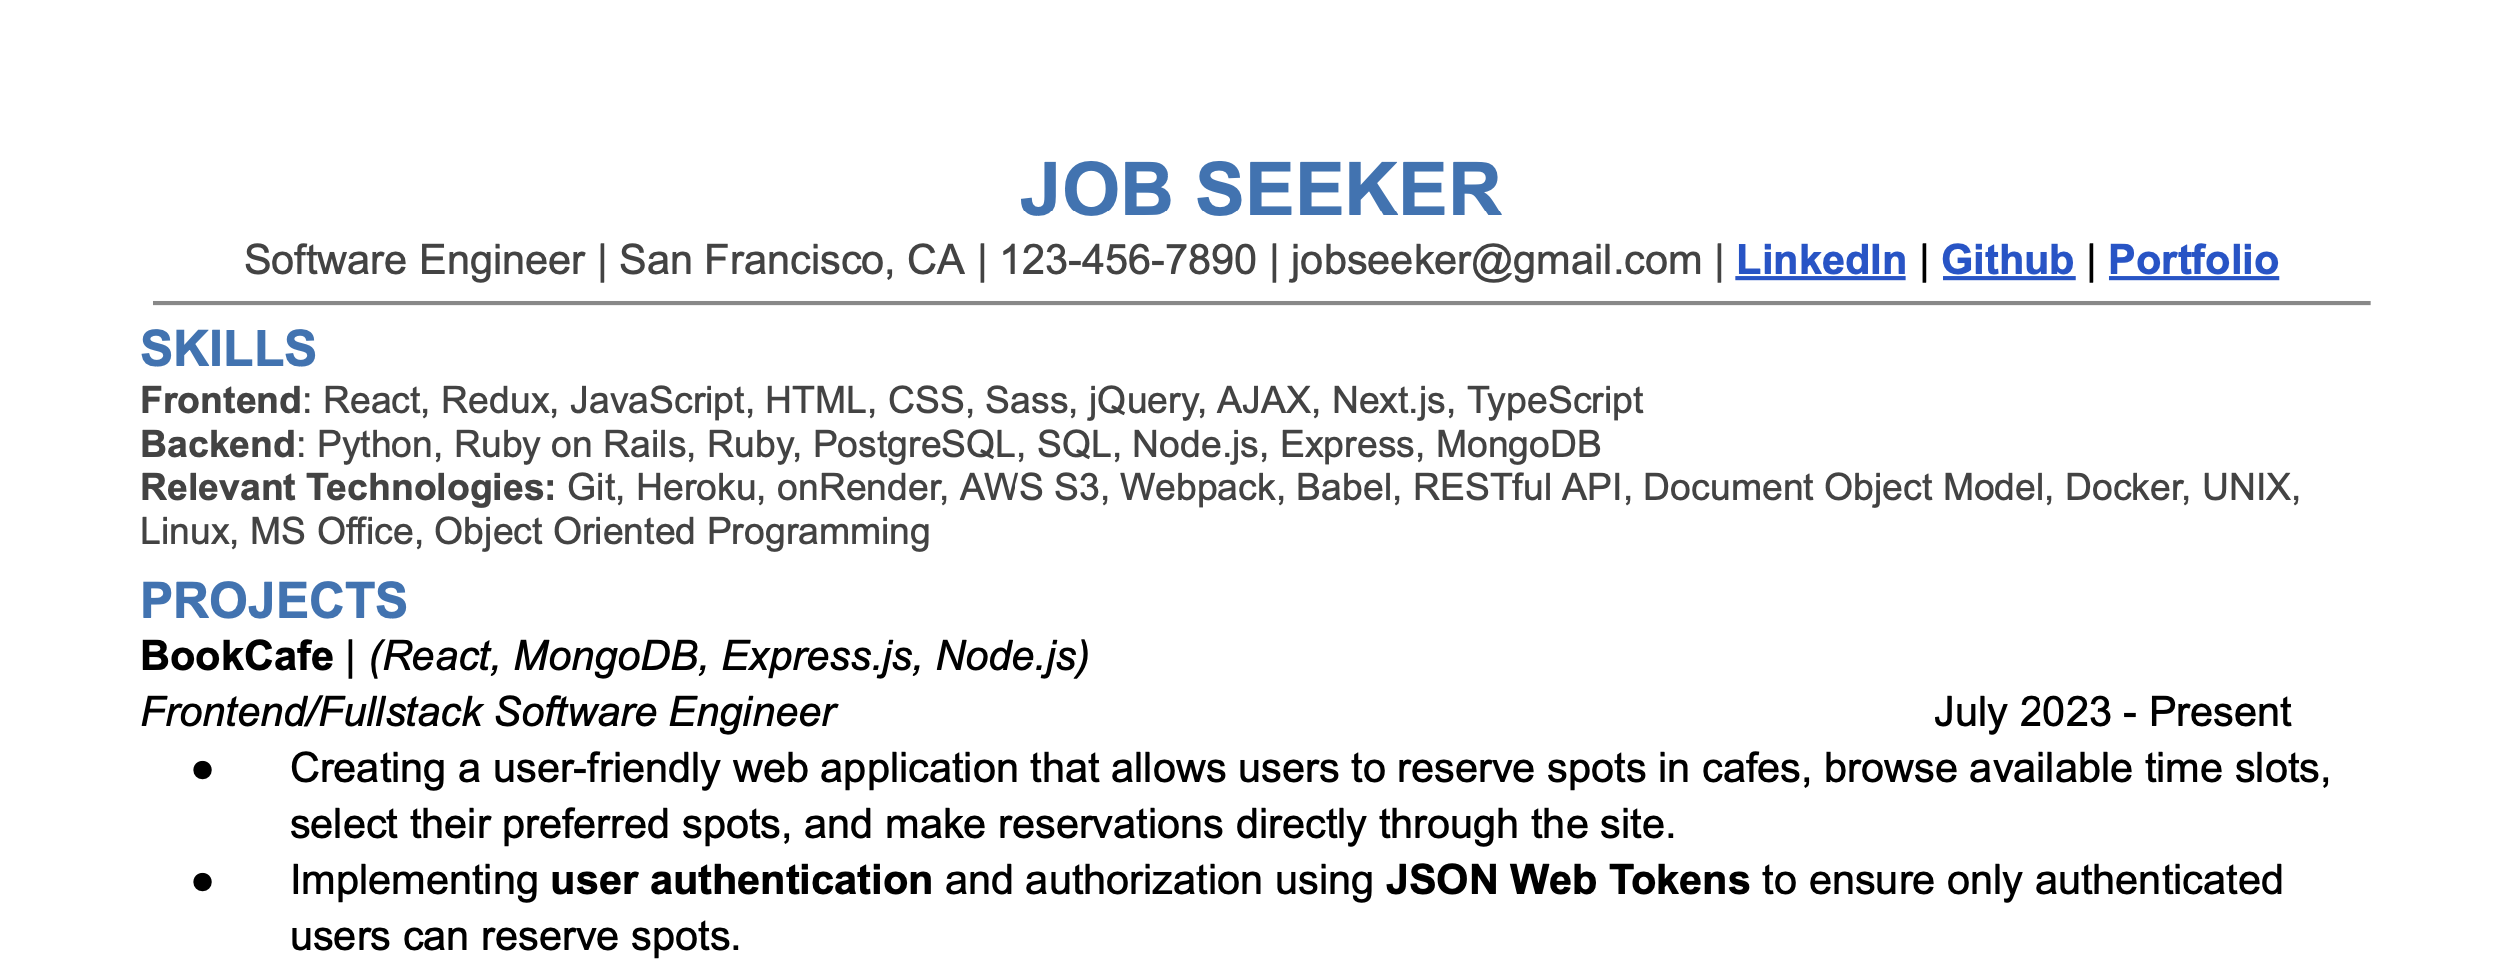 JOB SEEKER
Software Engineer | San Francisco, CA | 123-456-7890 | jobseeker@gmail.com | LinkedIn | Github | Portfolio
SKILLS
Frontend: React, Redux, JavaScript, HTML, CSS, Sass, jQuery, AJAX, Next.js, TypeScript
Backend: Python, Ruby on Rails, Ruby, PostgreSQL, SQL, Node.js, Express, MongoDB
Relevant Technologies: Git, Heroku, onRender, AWS S3, Webpack, Babel, RESTful API, Document Object Model, Docker, UNIX,
Linux, MS Office, Object Oriented Programming
PROJECTS
BookCafe | (React, MongoDB, Express.js, Node.js)
Frontend/Fullstack Software Engineer July 2023 - Present
● Creating a user-friendly web application that allows users to reserve spots in cafes, browse available time slots,
select their preferred spots, and make reservations directly through the site.
● Implementing user authentication and authorization using JSON Web Tokens to ensure only authenticated
users can reserve spots.